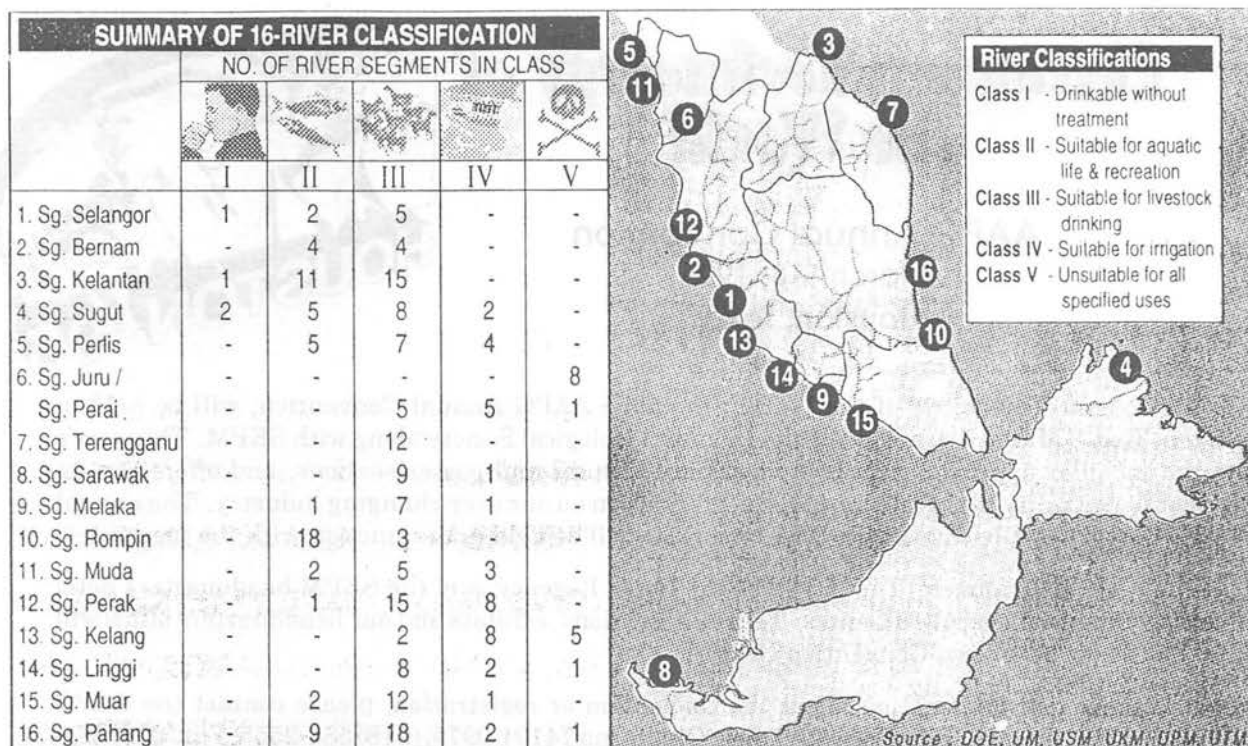 SUMMARY OF 16-RIVER CLASSIFICATION
NO. OF RIVER SEGMENTS IN CLASS
I II III IV V
1. Sg. Selangor 1 2 5 - -
2. Sg. Bernam - 4 4 - -
3. Sg. Kelantan 1 11 15 - -
4. Sg. Sugut 2 5 8 2 -
5. Sg. Perlis - 5 7 4 -
6. Sg. Juru / - - - - 8
Sg. Perai - - 5 5 1
7. Sg. Terengganu - 3 12 - -
8. Sg. Sarawak - - 9 1 -
9. Sg. Melaka - - 7 1 -
10. Sg. Rompin 1 18 3 - -
11. Sg. Muda - 2 5 3 -
12. Sg. Perak - 1 15 8 -
13. Sg. Kelang - - 2 8 5
14. Sg. Linggi - - 8 2 1
15. Sg. Muar - 2 12 1 -
16. Sg. Pahang - 9 18 2 1
5
11
6
3
7
12
2
1
13
14
9
15
16
10
4
8
River Classifications
Class I - Drinkable without
treatment
Class II - Suitable for aquatic
life & recreation
Class III - Suitable for livestock
drinking
Class IV - Suitable for irrigation
Class V - Unsuitable for all
specified uses
Source : DOE, UM, USM, UKM, UPM, UTM